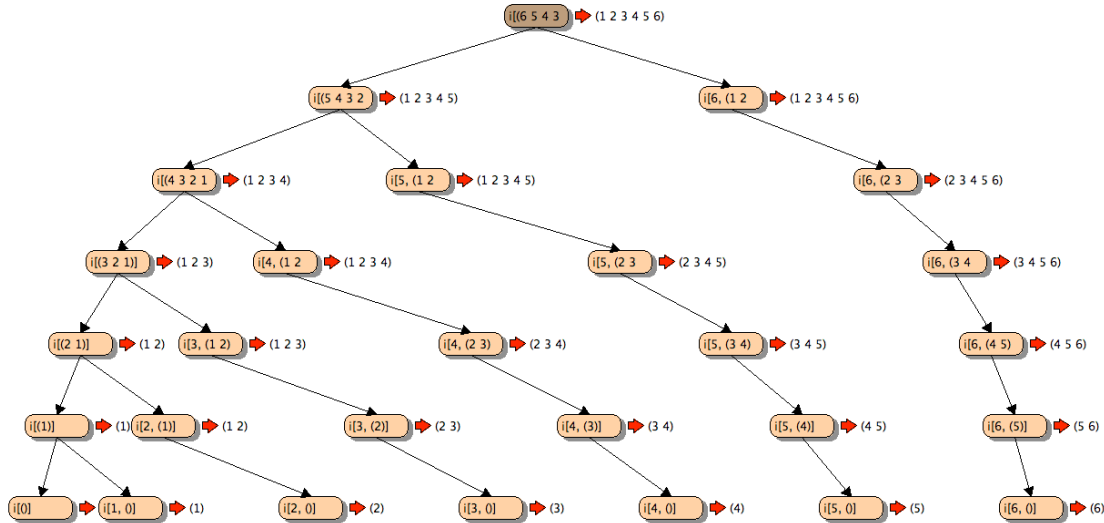 i[(6 5 4 3 (1 2 3 4 5 6)
i[(5 4 3 2 (1 2 3 4 5) i[6, (1 2 (1 2 3 4 5 6)
i[(4 3 2 1 (1 2 3 4) i[5, (1 2 (1 2 3 4 5) i[6, (2 3 (2 3 4 5 6)
i[(3 2 1)] (1 2 3) i[4, (1 2 (1 2 3 4) i[5, (2 3 (2 3 4 5) i[6, (3 4 (3 4 5 6)
i[(2 1)] (1 2) i[3, (1 2) (1 2 3) i[4, (2 3) (2 3 4) i[5, (3 4) (3 4 5) i[6, (4 5) (4 5 6)
i[(1)] (1) i[2, (1)] (1 2) i[3, (2)] (2 3) i[4, (3)] (3 4) i[5, (4)] (4 5) i[6, (5)] (5 6)
i[0] i[1, 0] (1) i[2, 0] (2) i[3, 0] (3) i[4, 0] (4) i[5, 0] (5) i[6, 0] (6)